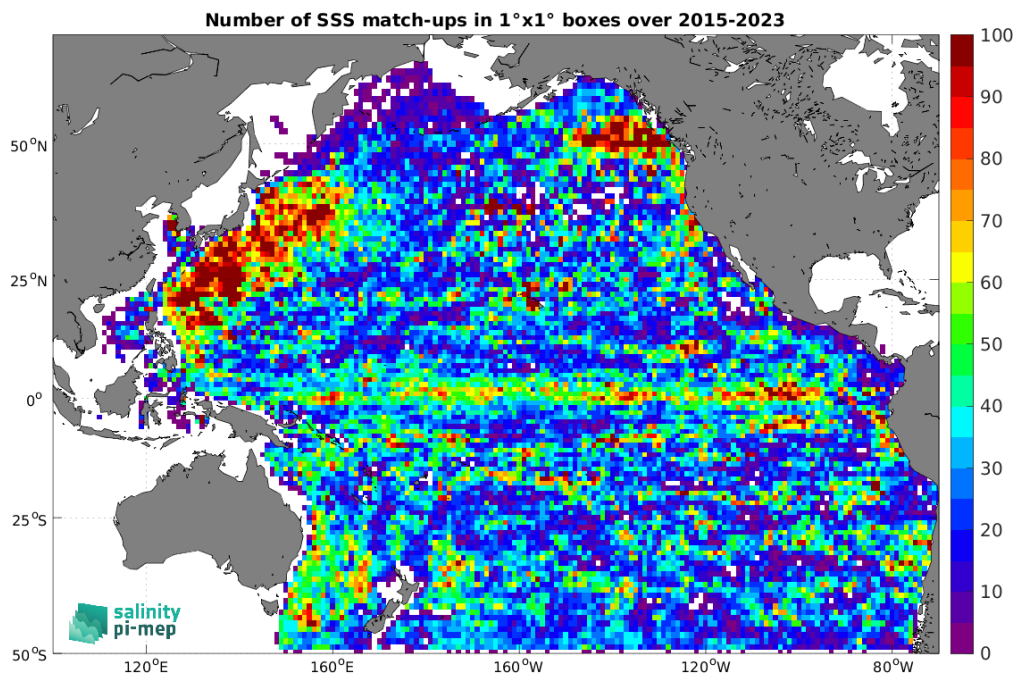 Number of SSS match-ups in 1°x1° boxes over 2015-2023
100
90
80
70
60
50
40
30
20
10
0
50°N
25°N
0°
25°S
50°S
120°E
160°E
160°W
120°W
80°W
salinity
pi-mep